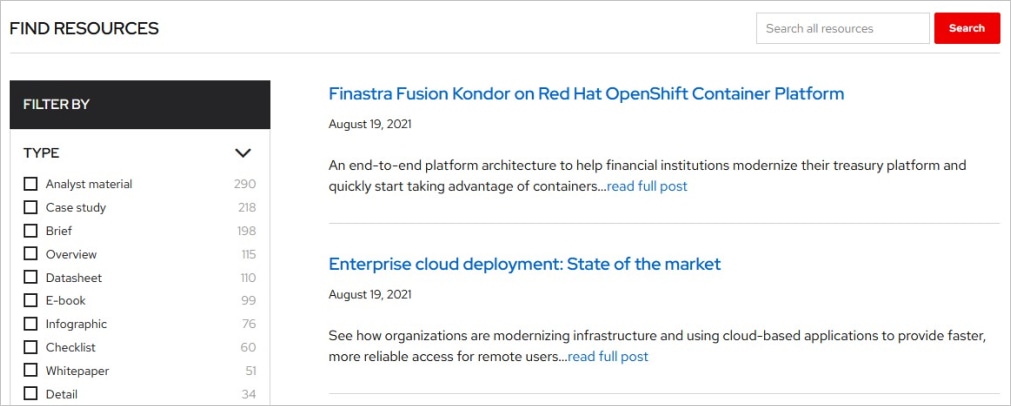 FIND RESOURCES
Search all resources
Search
FILTER BY
TYPE
Analyst material 290
Case study 218
Brief 198
Overview 115
Datasheet 110
E-book 99
Infographic 76
Checklist 60
Whitepaper 51
Detail 34
Finastra Fusion Kondor on Red Hat OpenShift Container Platform
August 19, 2021
An end-to-end platform architecture to help financial institutions modernize their treasury platform and
quickly start taking advantage of containers...read full post
Enterprise cloud deployment: State of the market
August 19, 2021
See how organizations are modernizing infrastructure and using cloud-based applications to provide faster,
more reliable access for remote users...read full post